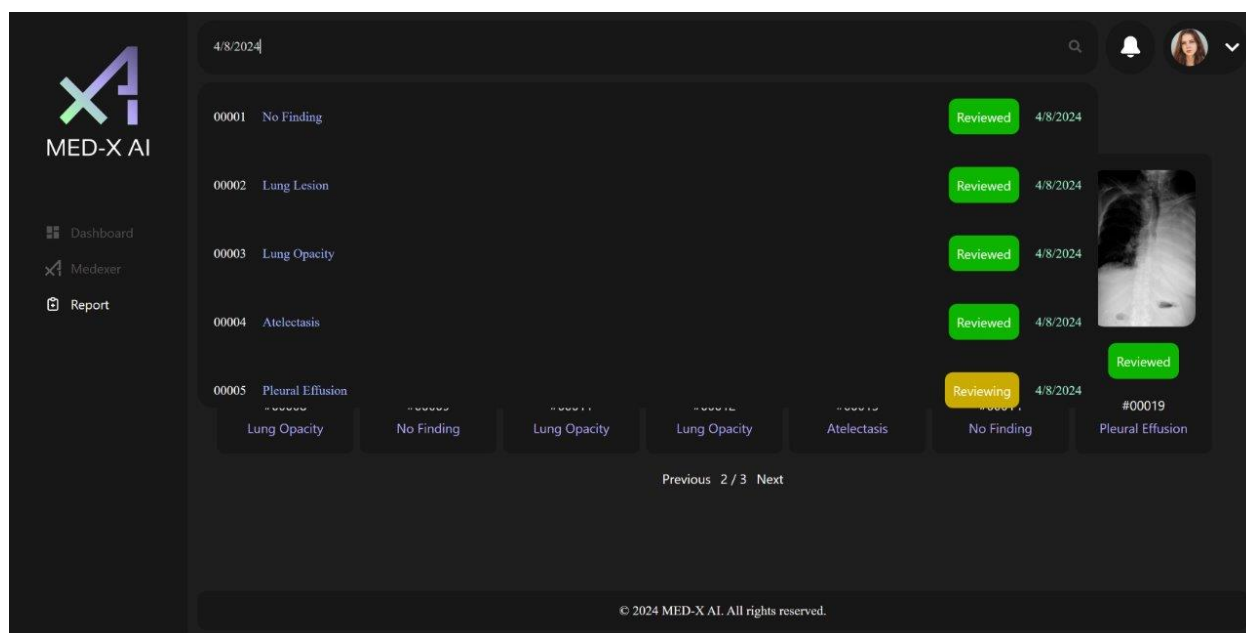 4/8/2024
MED-X AI
Dashboard
Medexer
Report
00001 No Finding Reviewed 4/8/2024
00002 Lung Lesion Reviewed 4/8/2024
00003 Lung Opacity Reviewed 4/8/2024
00004 Atelectasis Reviewed 4/8/2024
00005 Pleural Effusion Reviewing 4/8/2024
Reviewed
#00019
Lung Opacity No Finding Lung Opacity Lung Opacity Atelectasis No Finding Pleural Effusion
Previous 2 / 3 Next
© 2024 MED-X AI. All rights reserved.